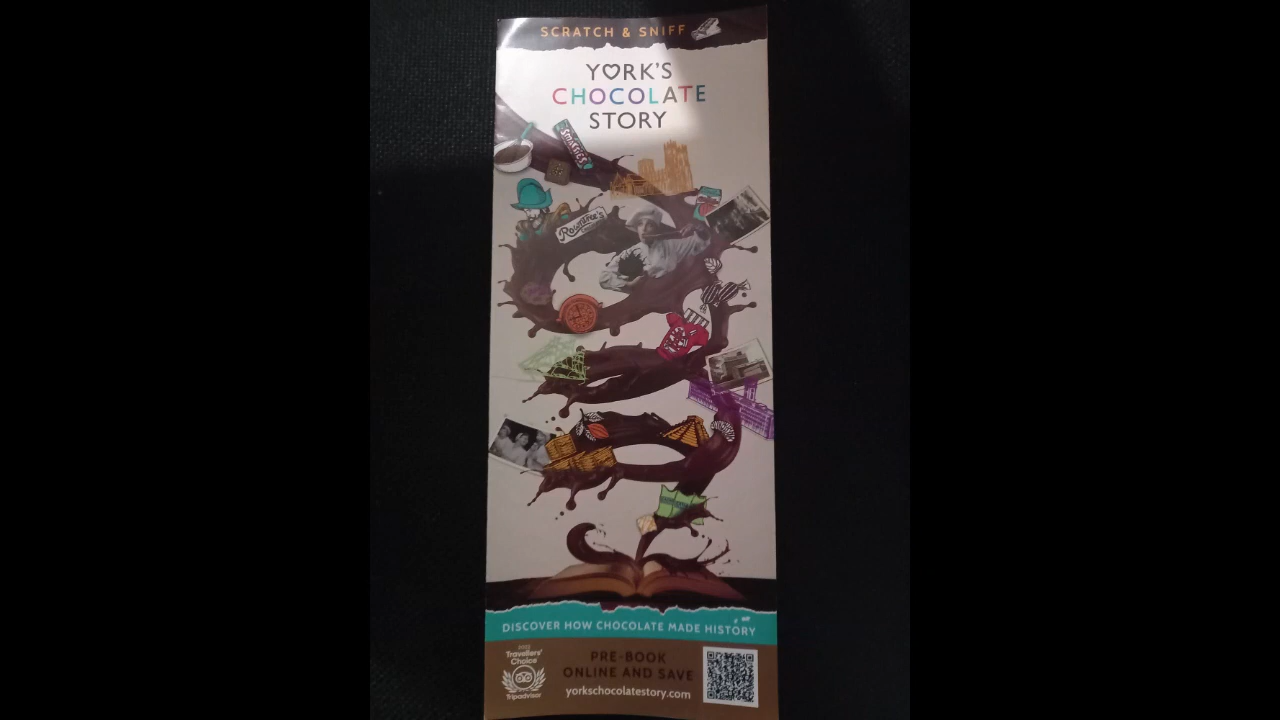 SCRATCH & SNIFF
YORK'S
CHOCOLATE
STORY
SMARTIES
Rowntree's
DISCOVER HOW CHOCOLATE MADE HISTORY
2023
Travellers'
Choice
Tripadvisor
PRE-BOOK
ONLINE AND SAVE
yorkschocolatestory.com